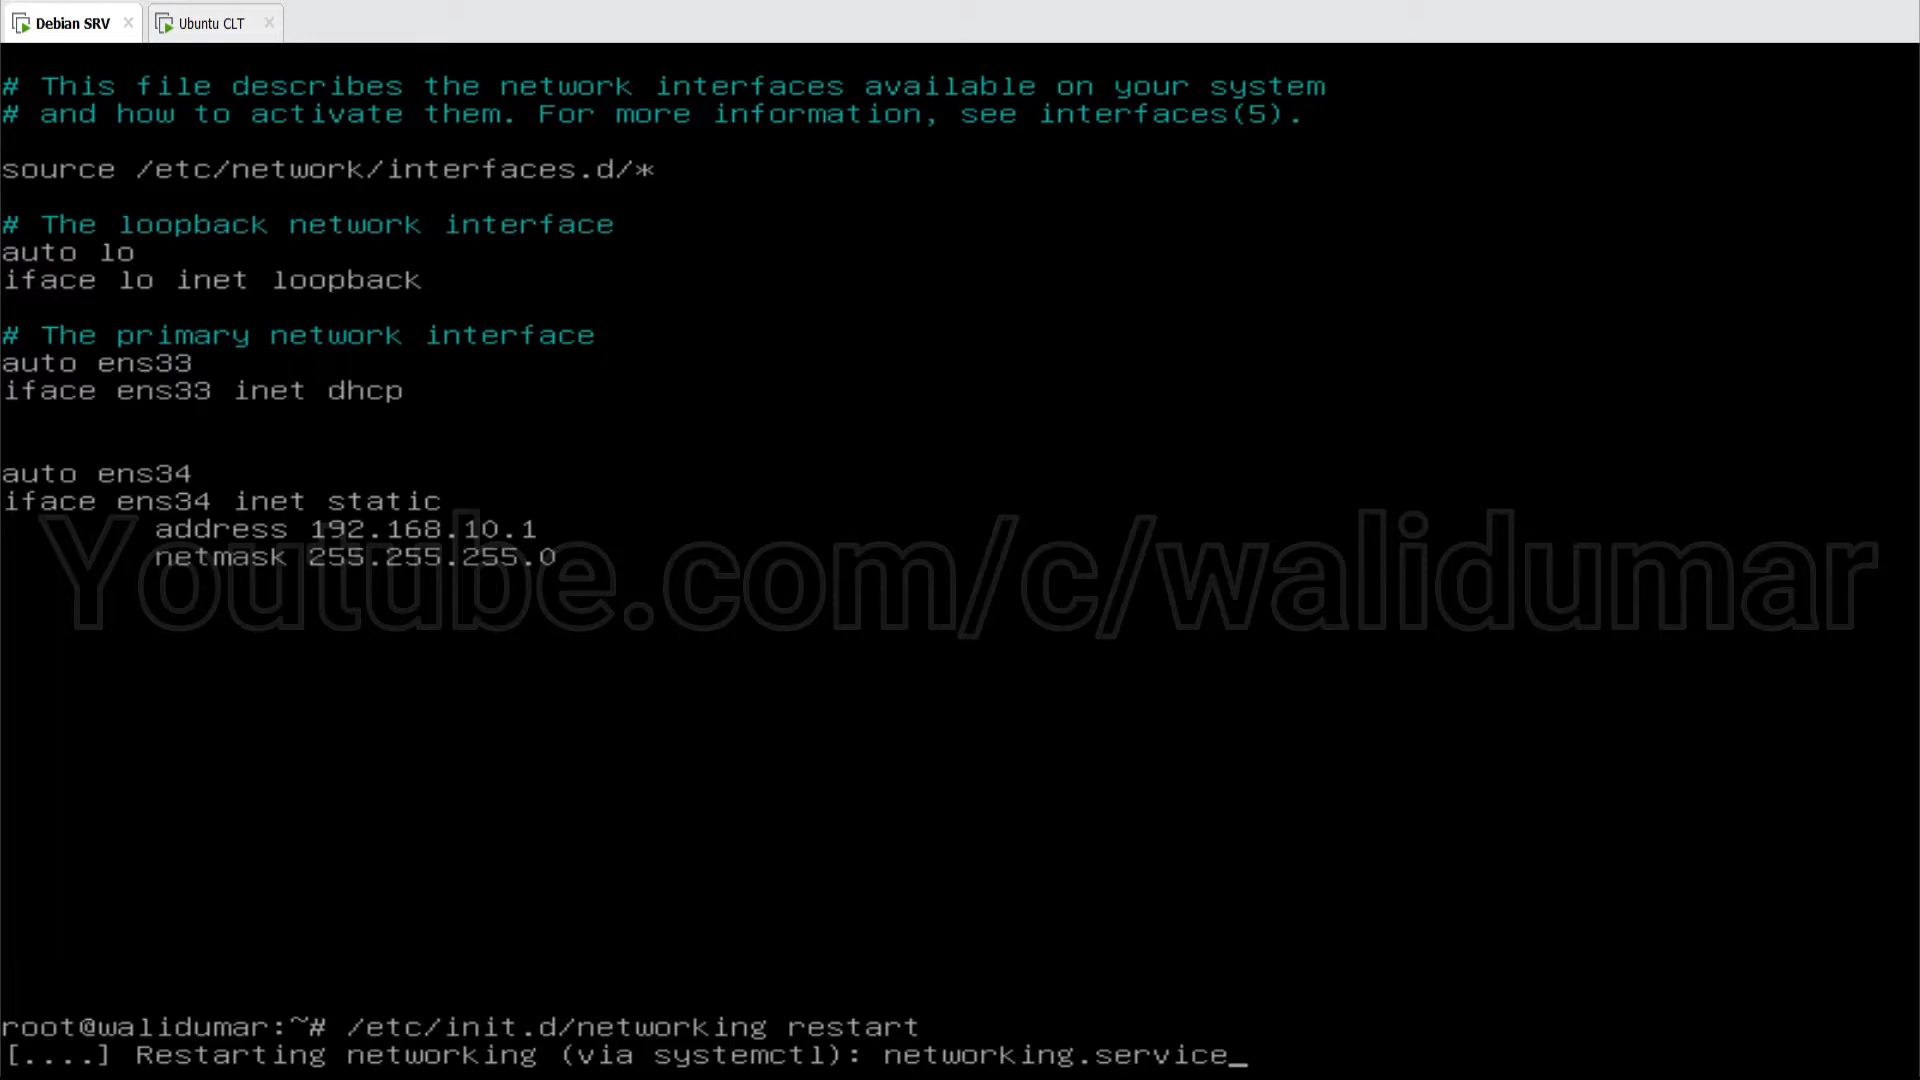 Debian SRV
Ubuntu CLT
# This file describes the network interfaces available on your system
# and how to activate them. For more information, see interfaces(5).
source /etc/network/interfaces.d/*
# The loopback network interface
auto lo
iface lo inet loopback
# The primary network interface
auto ens33
iface ens33 inet dhcp
auto ens34
iface ens34 inet static
address 192.168.10.1
netmask 255.255.255.0
Youtube.com/c/walidumar
root@walidumar:~# /etc/init.d/networking restart
[....] Restarting networking (via systemctl): networking.service_